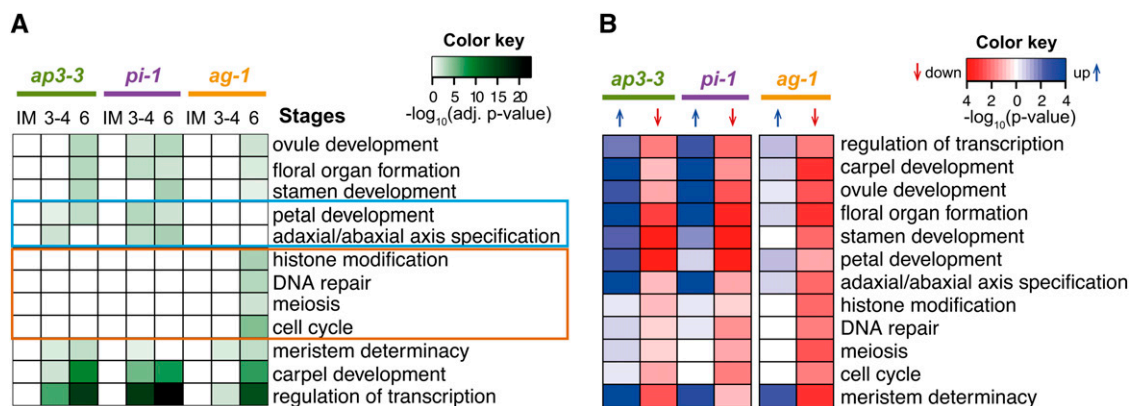 A
Color key
ap3-3 pi-1 ag-1
0 5 10 15 20
-log10(adj. p-value)
IM 3-4 6 IM 3-4 6 IM 3-4 6 Stages
ovule development
floral organ formation
stamen development
petal development
adaxial/abaxial axis specification
histone modification
DNA repair
meiosis
cell cycle
meristem determinacy
carpel development
regulation of transcription
B
Color key
down up
4 2 0 2 4
-log10(p-value)
ap3-3 pi-1 ag-1
regulation of transcription
carpel development
ovule development
floral organ formation
stamen development
petal development
adaxial/abaxial axis specification
histone modification
DNA repair
meiosis
cell cycle
meristem determinacy